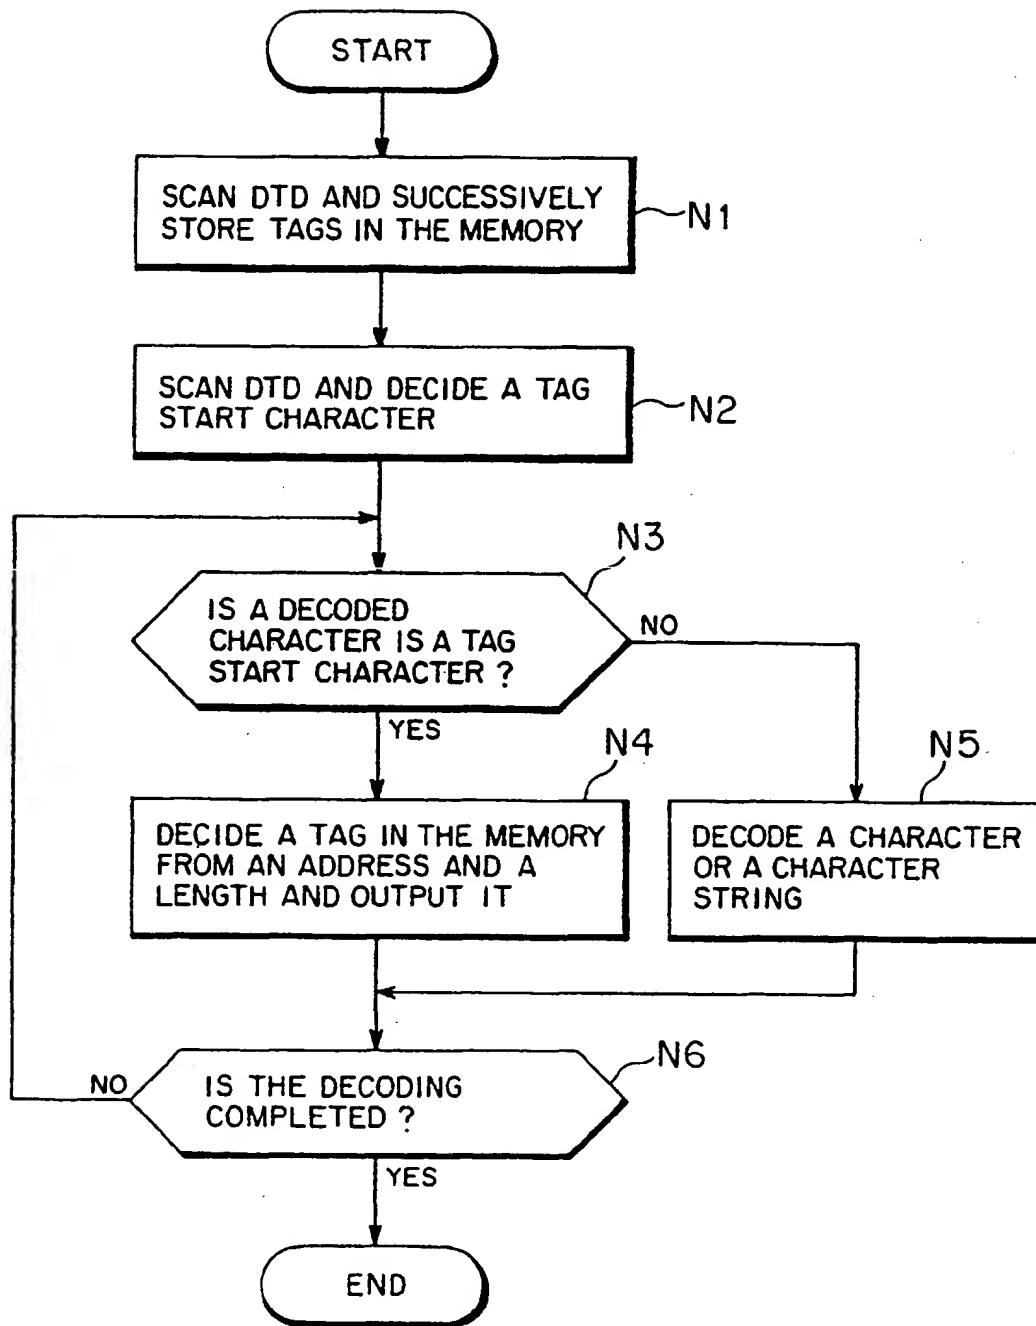 START
SCAN DTD AND SUCCESSIVELY
STORE TAGS IN THE MEMORY
N1
SCAN DTD AND DECIDE A TAG
START CHARACTER
N2
N3
IS A DECODED
CHARACTER IS A TAG
START CHARACTER ?
NO
YES
N4
DECIDE A TAG IN THE MEMORY
FROM AN ADDRESS AND A
LENGTH AND OUTPUT IT
N5
DECODE A CHARACTER
OR A CHARACTER
STRING
N6
NO
IS THE DECODING
COMPLETED ?
YES
END